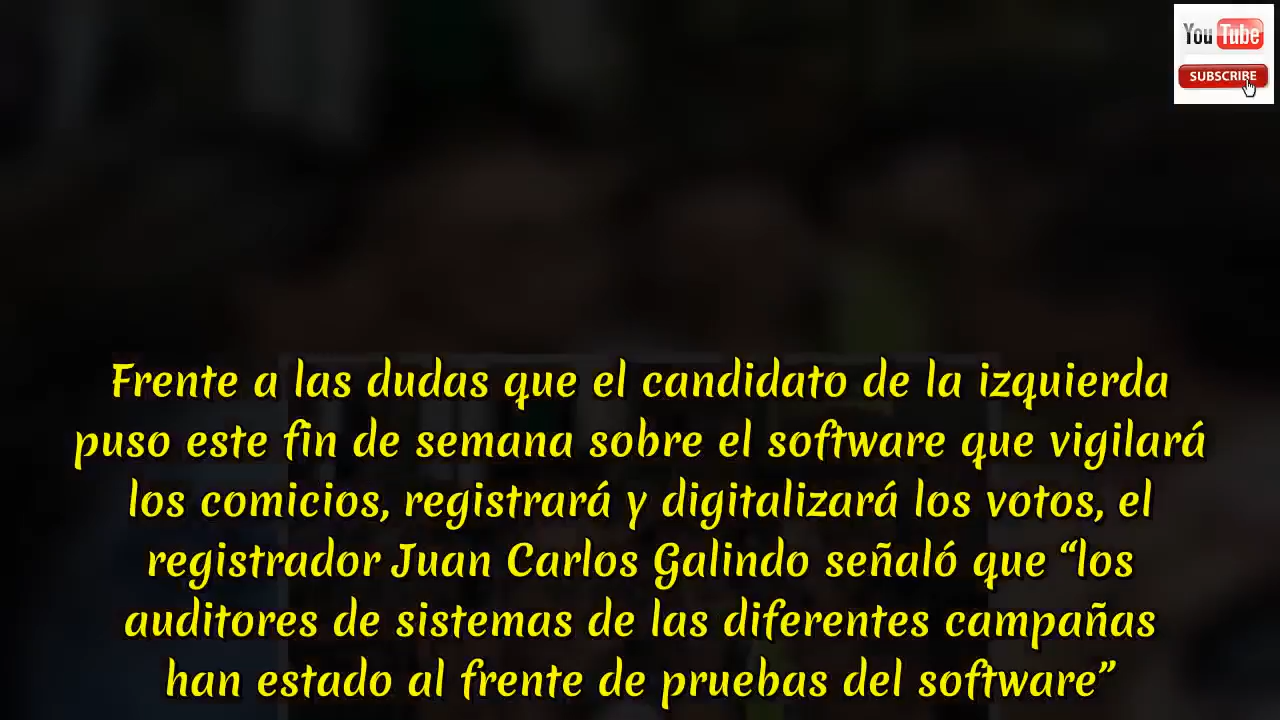 You Tube
SUBSCRIBE
Frente a las dudas que el candidato de la izquierda
puso este fin de semana sobre el software que vigilará
los comicios, registrará y digitalizará los votos, el
registrador Juan Carlos Galindo señaló que “los
auditores de sistemas de las diferentes campañas
han estado al frente de pruebas del software”